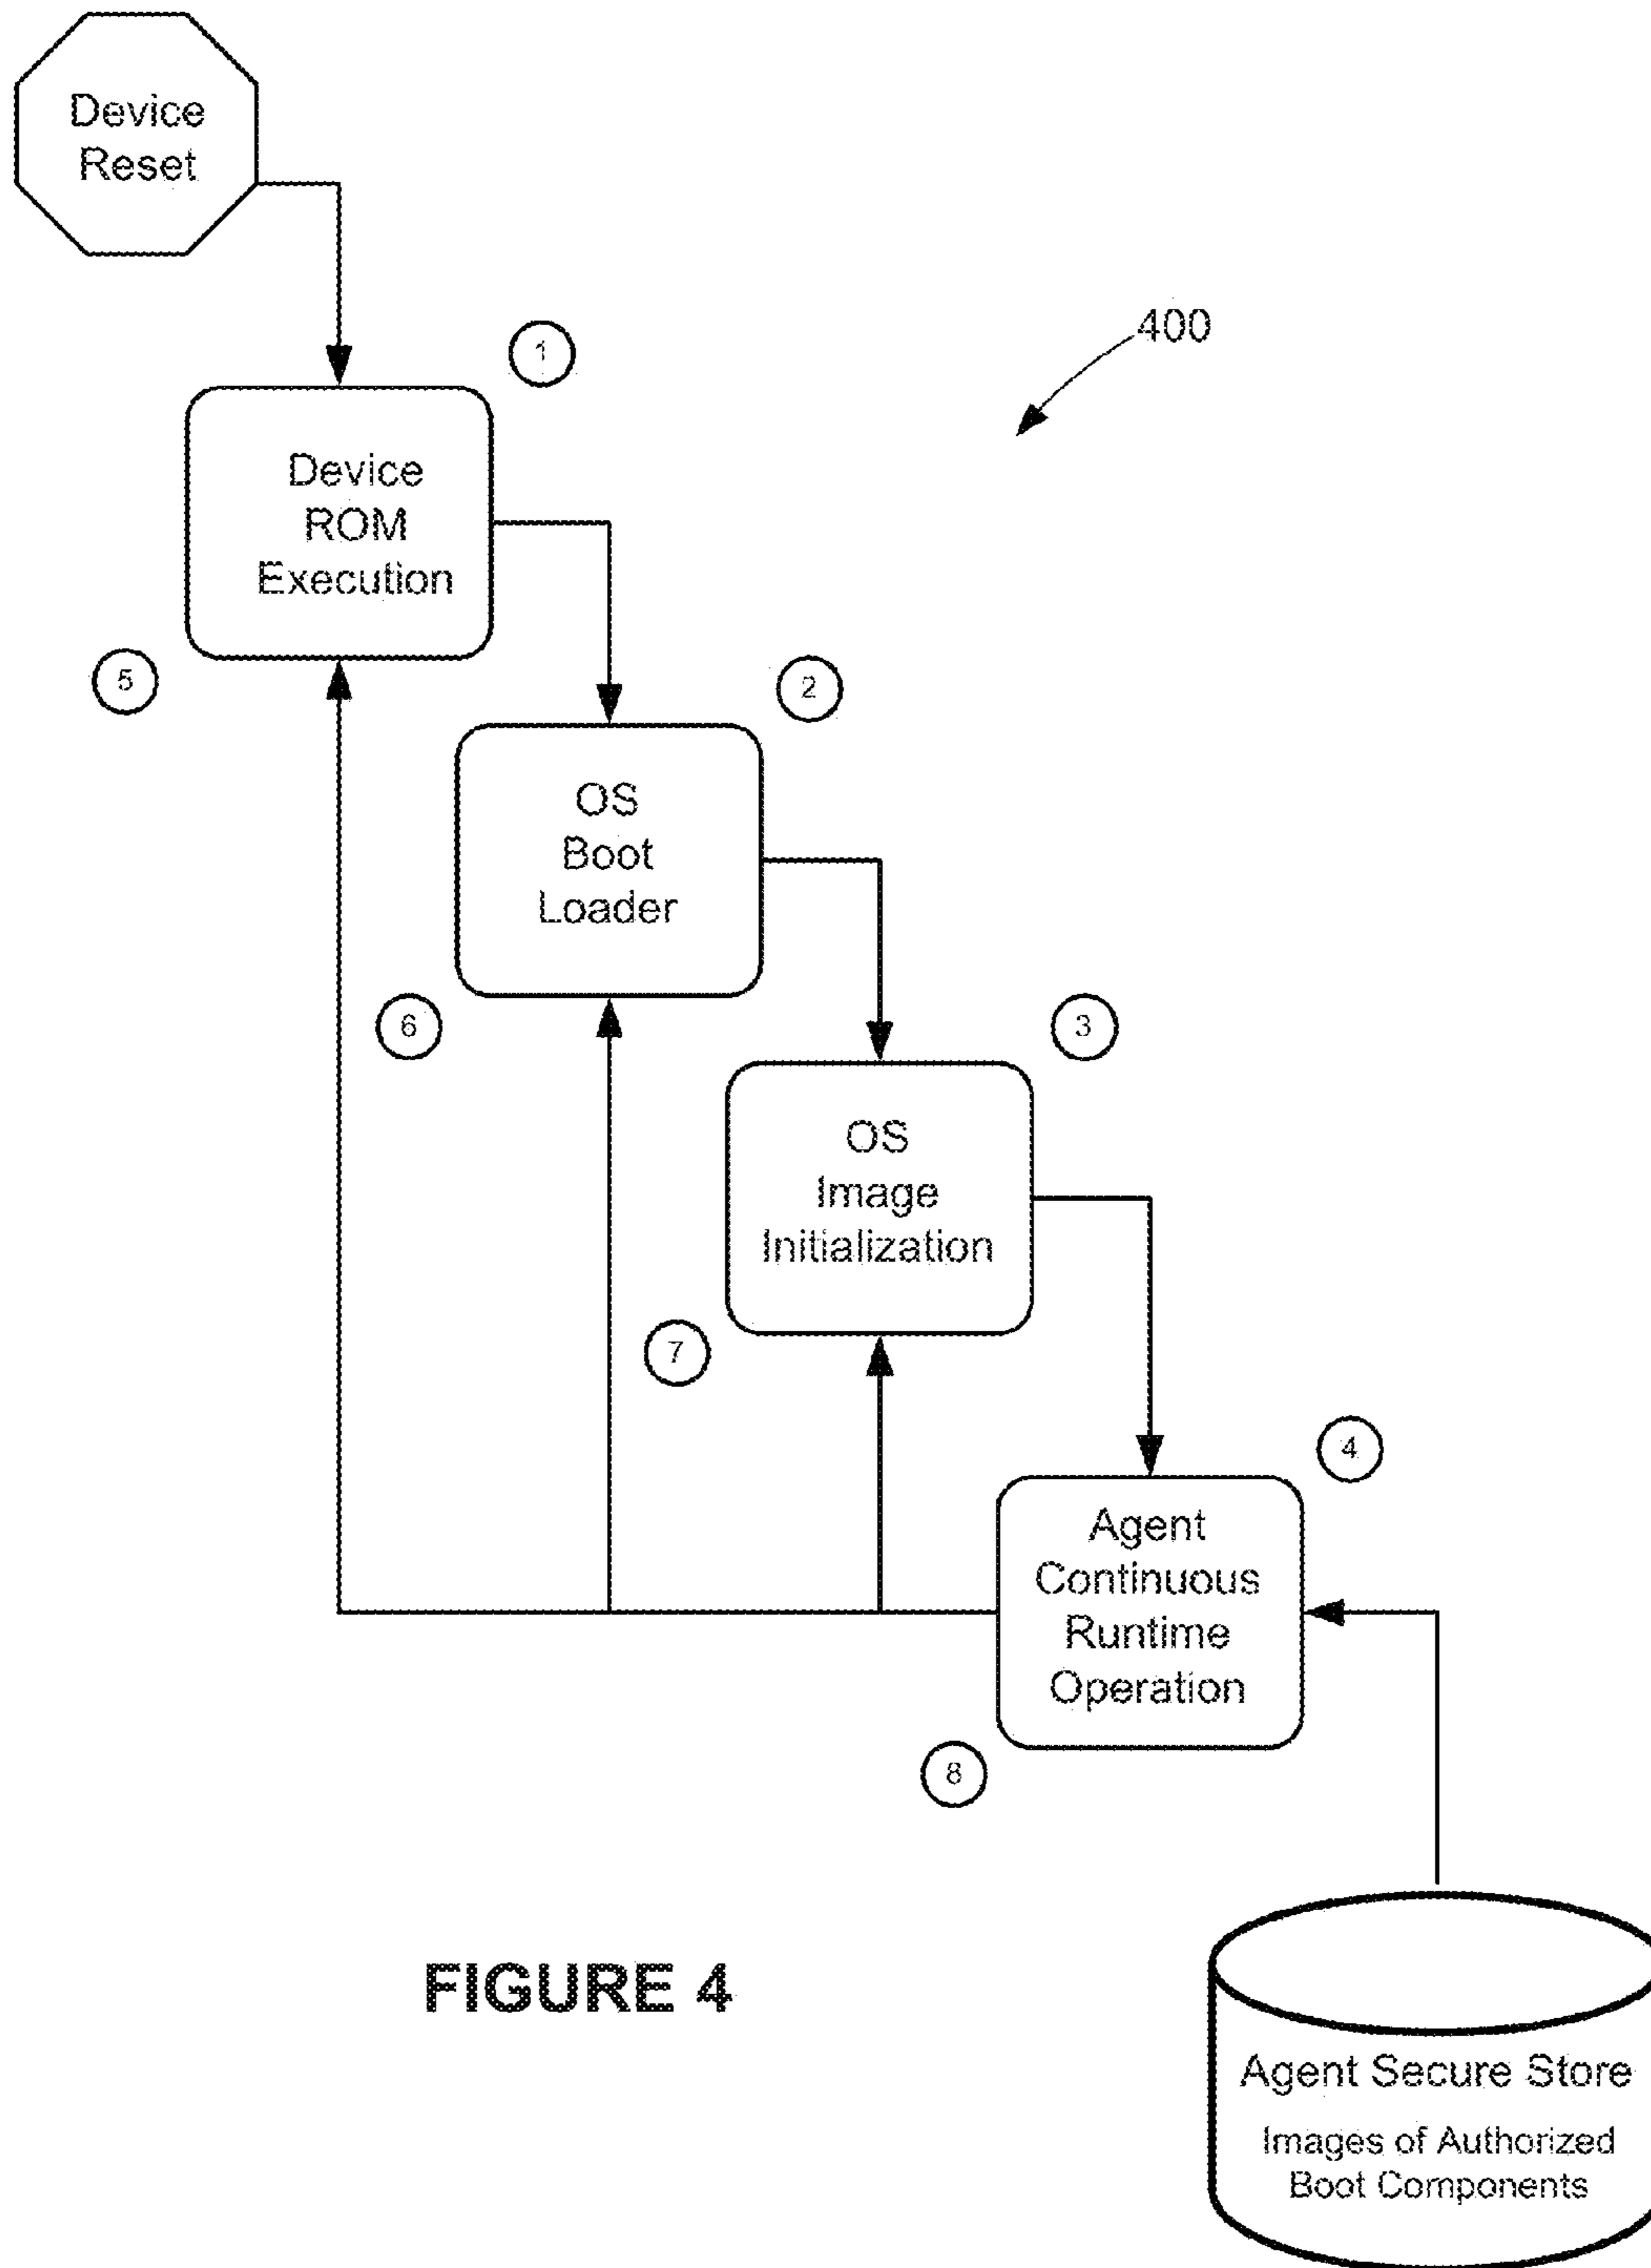 Device
Reset
400
1
Device
ROM
Execution
5
2
OS
Boot
Loader
6
3
OS
Image
Initialization
7
4
Agent
Continuous
Runtime
Operation
8
FIGURE 4
Agent Secure Store
Images of Authorized
Boot Components